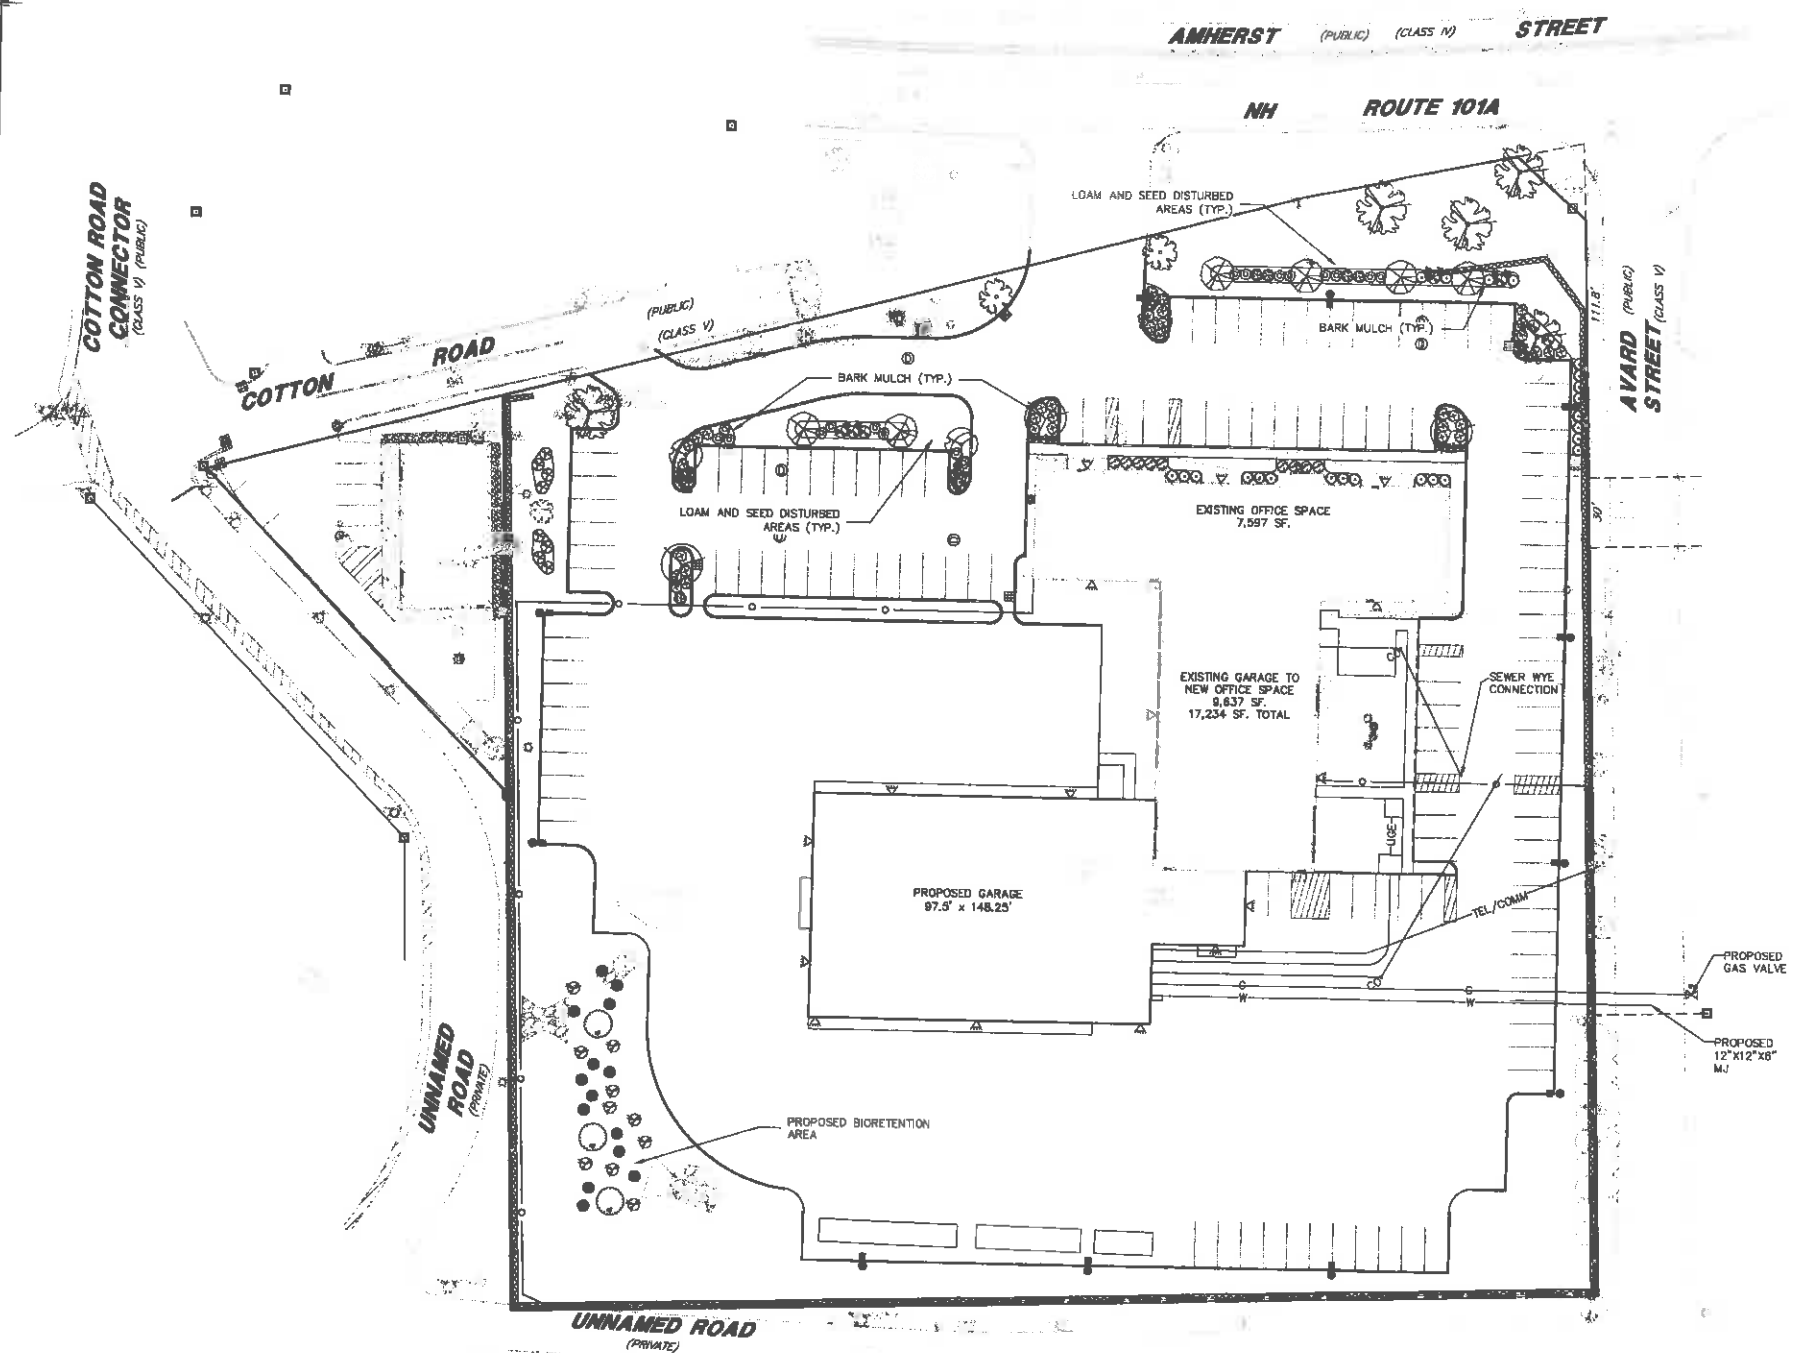 AMHERST (PUBLIC) (CLASS IV) STREET
NH ROUTE 101A
COTTON ROAD
CONNECTOR
(CLASS V) (PUBLIC)
LOAM AND SEED DISTURBED
AREAS (TYP.)
(PUBLIC)
(CLASS V)
COTTON ROAD
BARK MULCH (TYP.)
BARK MULCH (TYP.)
111.8'
AVARD (PUBLIC)
STREET (CLASS V)
LOAM AND SEED DISTURBED
AREAS (TYP.)
EXISTING OFFICE SPACE
7,597 SF.
30'
EXISTING GARAGE TO
NEW OFFICE SPACE
9,637 SF.
17,234 SF. TOTAL
SEWER WYE
CONNECTION
UGE
PROPOSED GARAGE
97.5' x 148.25'
TEL/COMM
PROPOSED
GAS VALVE
G
G
W
W
PROPOSED
12"X12"X6"
MJ
UNNAMED
ROAD
(PRIVATE)
PROPOSED BIORETENTION
AREA
UNNAMED ROAD
(PRIVATE)